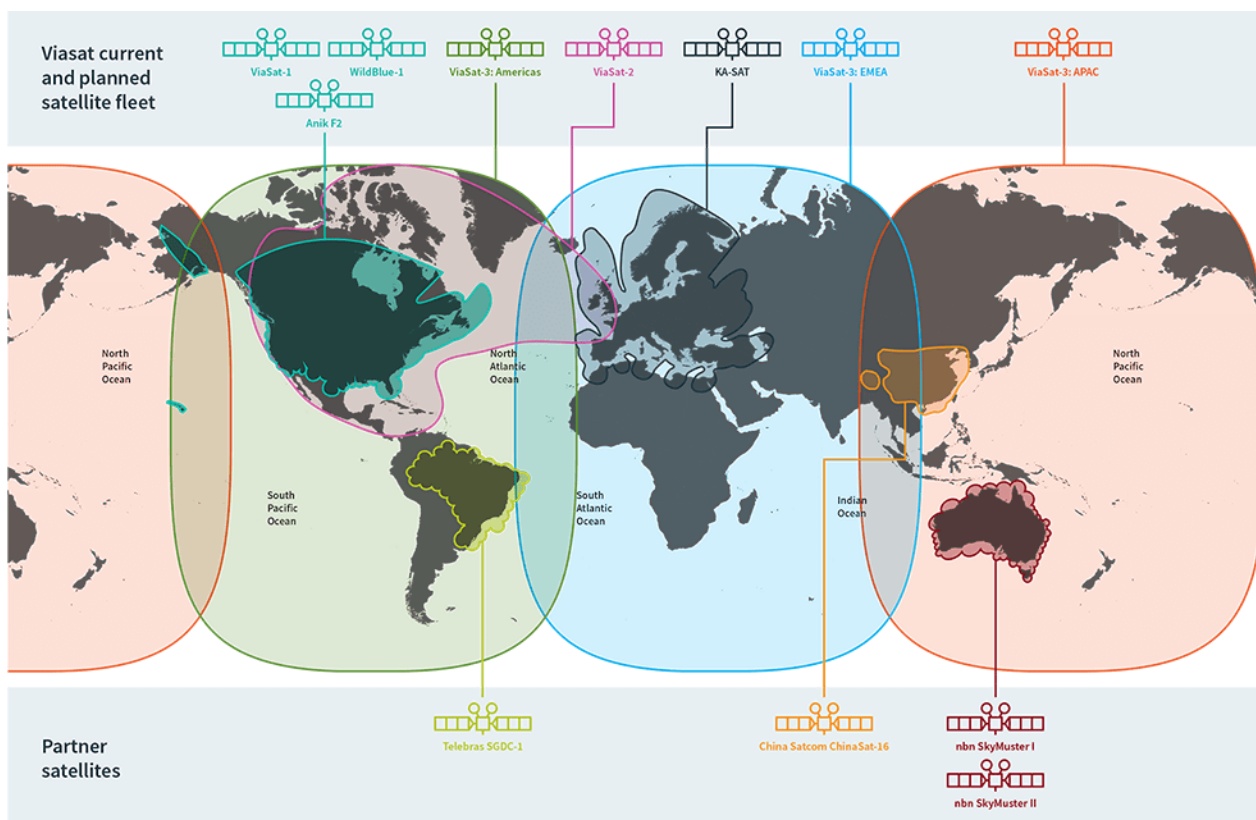 Viasat current
and planned
satellite fleet
ViaSat-1
WildBlue-1
ViaSat-3: Americas
ViaSat-2
KA-SAT
ViaSat-3: EMEA
ViaSat-3: APAC
Anik F2
North
Pacific
Ocean
North
Atlantic
Ocean
North
Pacific
Ocean
South
Pacific
Ocean
South
Atlantic
Ocean
Indian
Ocean
Partner
satellites
Telebras SGDC-1
China Satcom ChinaSat-16
nbn SkyMuster I
nbn SkyMuster II